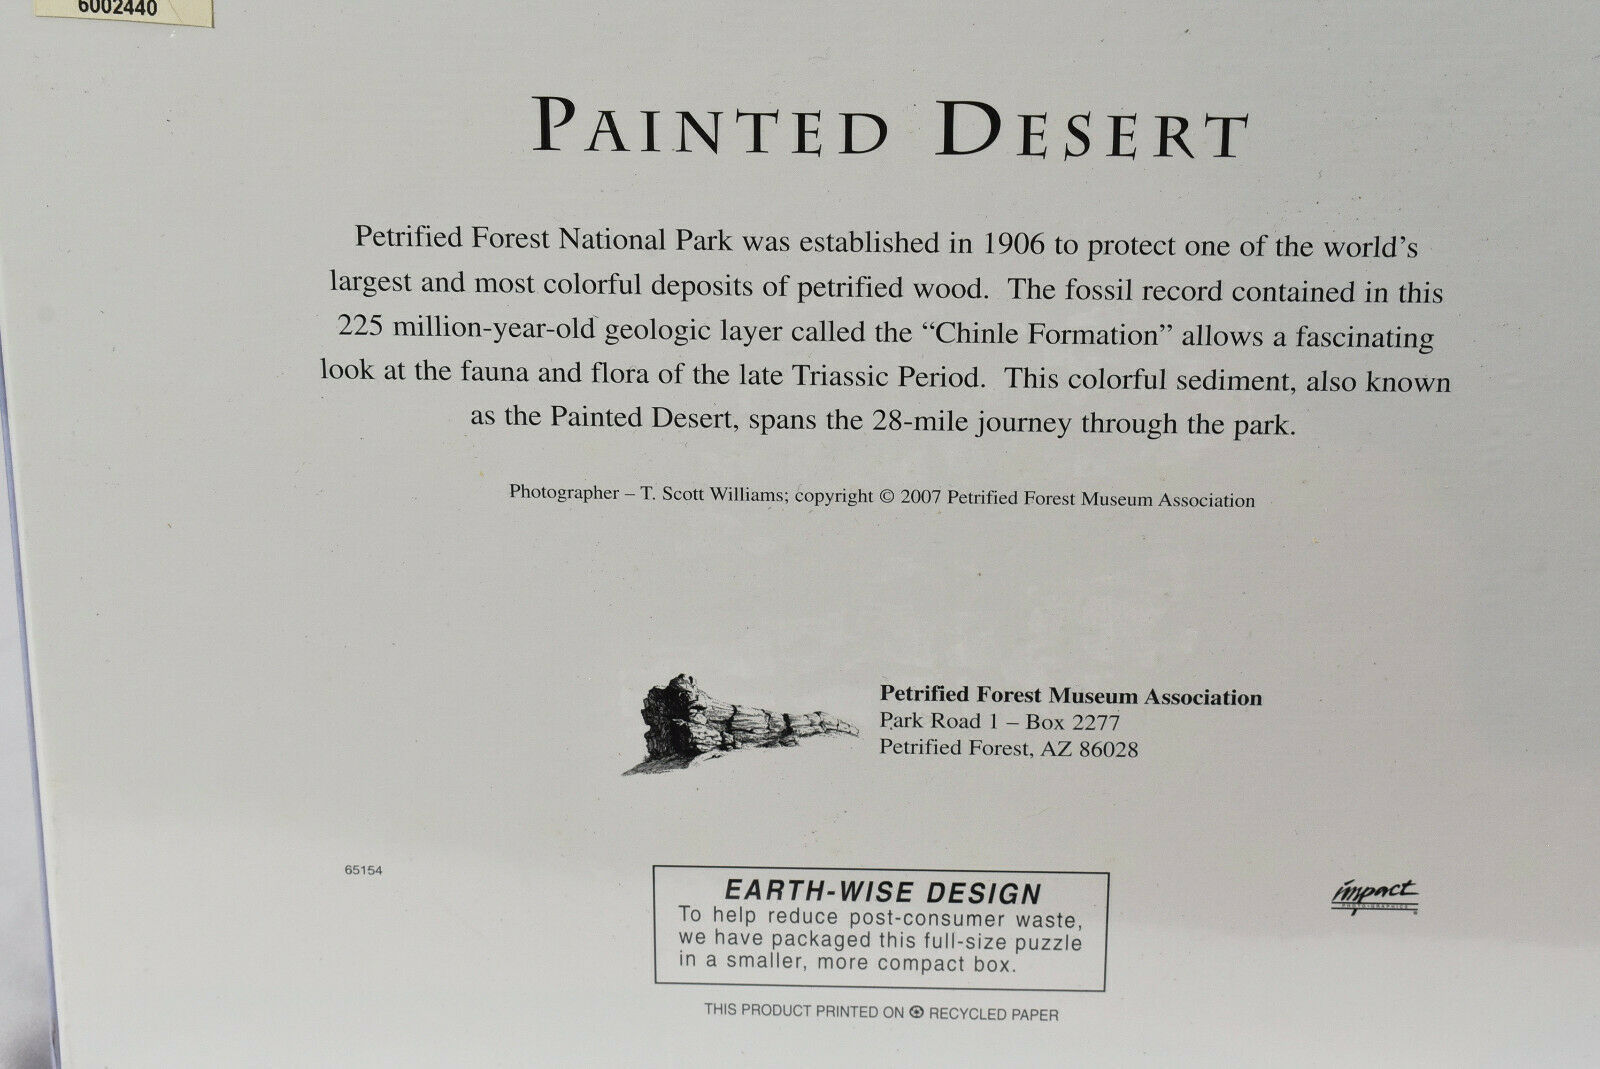 6002440
PAINTED DESERT
Petrified Forest National Park was established in 1906 to protect one of the world's
largest and most colorful deposits of petrified wood. The fossil record contained in this
225 million-year-old geologic layer called the “Chinle Formation” allows a fascinating
look at the fauna and flora of the late Triassic Period. This colorful sediment, also known
as the Painted Desert, spans the 28-mile journey through the park.
Photographer – T. Scott Williams; copyright © 2007 Petrified Forest Museum Association
Petrified Forest Museum Association
Park Road 1 – Box 2277
Petrified Forest, AZ 86028
65154
EARTH-WISE DESIGN
To help reduce post-consumer waste,
we have packaged this full-size puzzle
in a smaller, more compact box.
impact
PHOTOGRAPHICS
THIS PRODUCT PRINTED ON RECYCLED PAPER